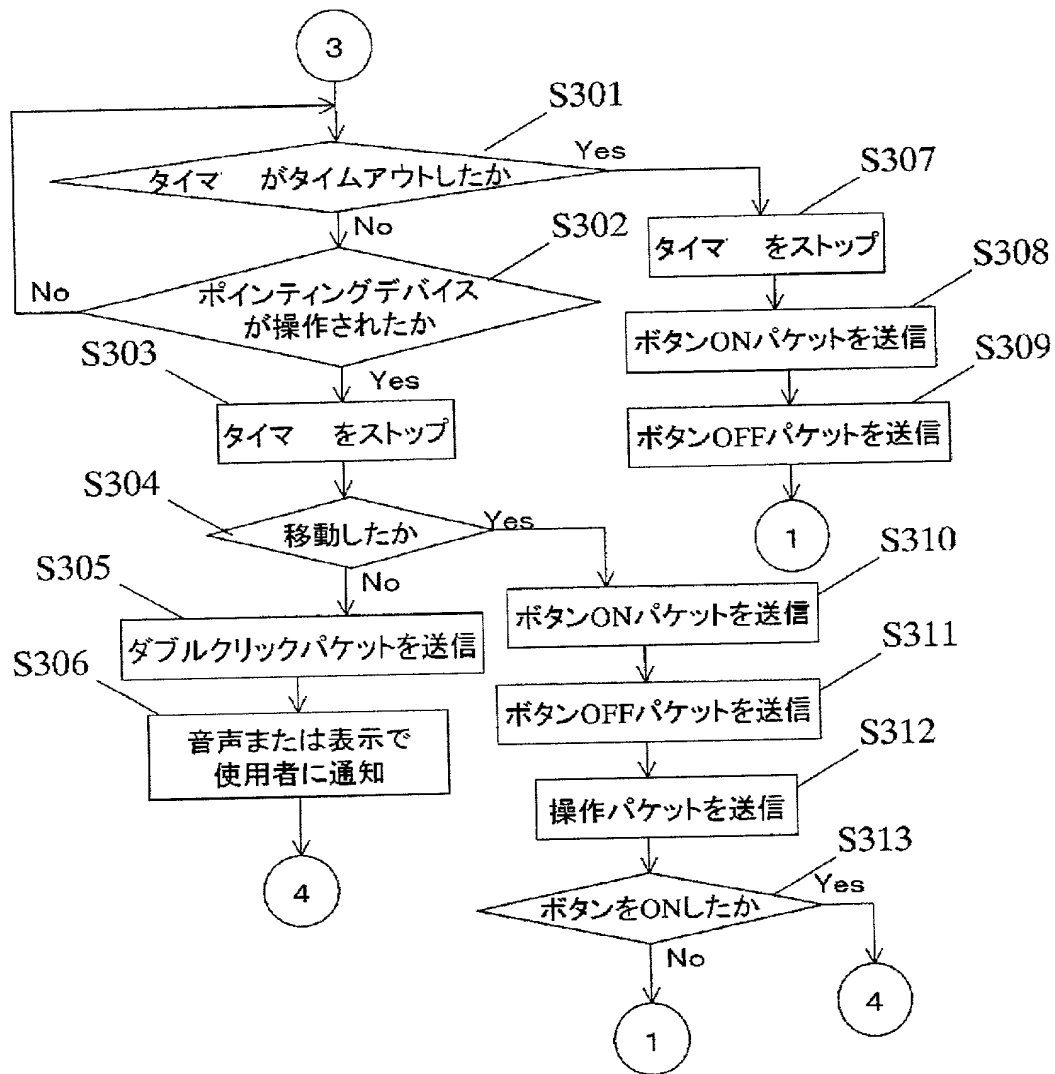 3
S301
タイマ がタイムアウトしたか
Yes
No
S302
ポインティングデバイス
が操作されたか
No
Yes
S303
タイマ をストップ
S304
移動したか
Yes
No
S305
ダブルクリックパケットを送信
S306
音声または表示で
使用者に通知
4
S307
タイマ をストップ
S308
ボタンONパケットを送信
S309
ボタンOFFパケットを送信
1
S310
ボタンONパケットを送信
S311
ボタンOFFパケットを送信
S312
操作パケットを送信
S313
ボタンをONしたか
Yes
No
4
1